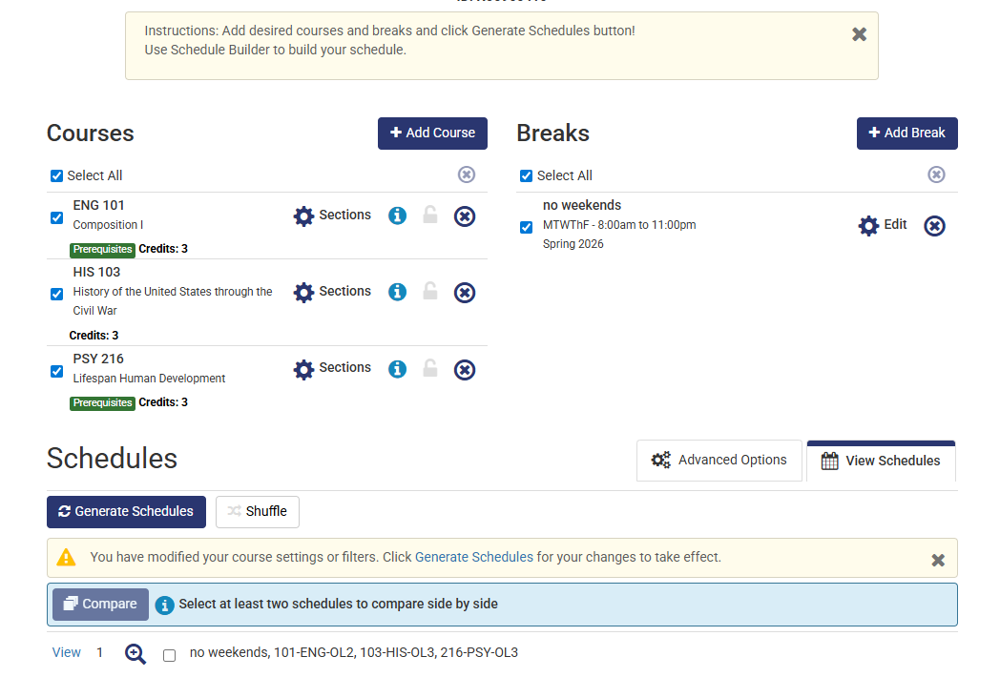 Instructions: Add desired courses and breaks and click Generate Schedules button!
Use Schedule Builder to build your schedule.
Courses
Add Course
Breaks
Add Break
Select All
Select All
ENG 101
Composition I
Sections
Prerequisites Credits: 3
no weekends
MTWThF - 8:00am to 11:00pm
Spring 2026
Edit
HIS 103
History of the United States through the
Civil War
Sections
Credits: 3
PSY 216
Lifespan Human Development
Sections
Prerequisites Credits: 3
Schedules
Advanced Options
View Schedules
Generate Schedules
Shuffle
You have modified your course settings or filters. Click Generate Schedules for your changes to take effect.
Compare
Select at least two schedules to compare side by side
View 1 no weekends, 101-ENG-OL2, 103-HIS-OL3, 216-PSY-OL3